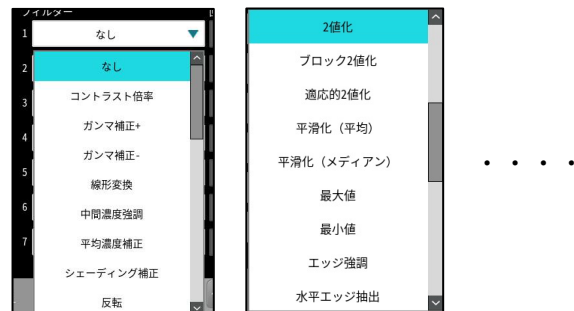 フィルター
1 なし
2 なし
3 コントラスト倍率
4 ガンマ補正+
ガンマ補正-
5 線形変換
6 中間濃度強調
7 平均濃度補正
シェーディング補正
反転
2値化
ブロック2値化
適応的2値化
平滑化（平均）
平滑化（メディアン）
最大値
最小値
エッジ強調
水平エッジ抽出
・・・・